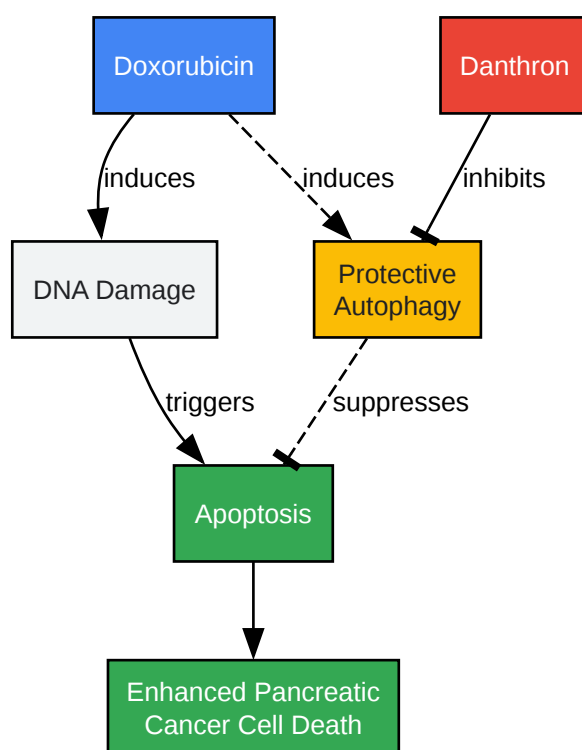 Doxorubicin
Danthron
induces
induces
inhibits
DNA Damage
Protective
Autophagy
triggers
suppresses
Apoptosis
Enhanced Pancreatic
Cancer Cell Death